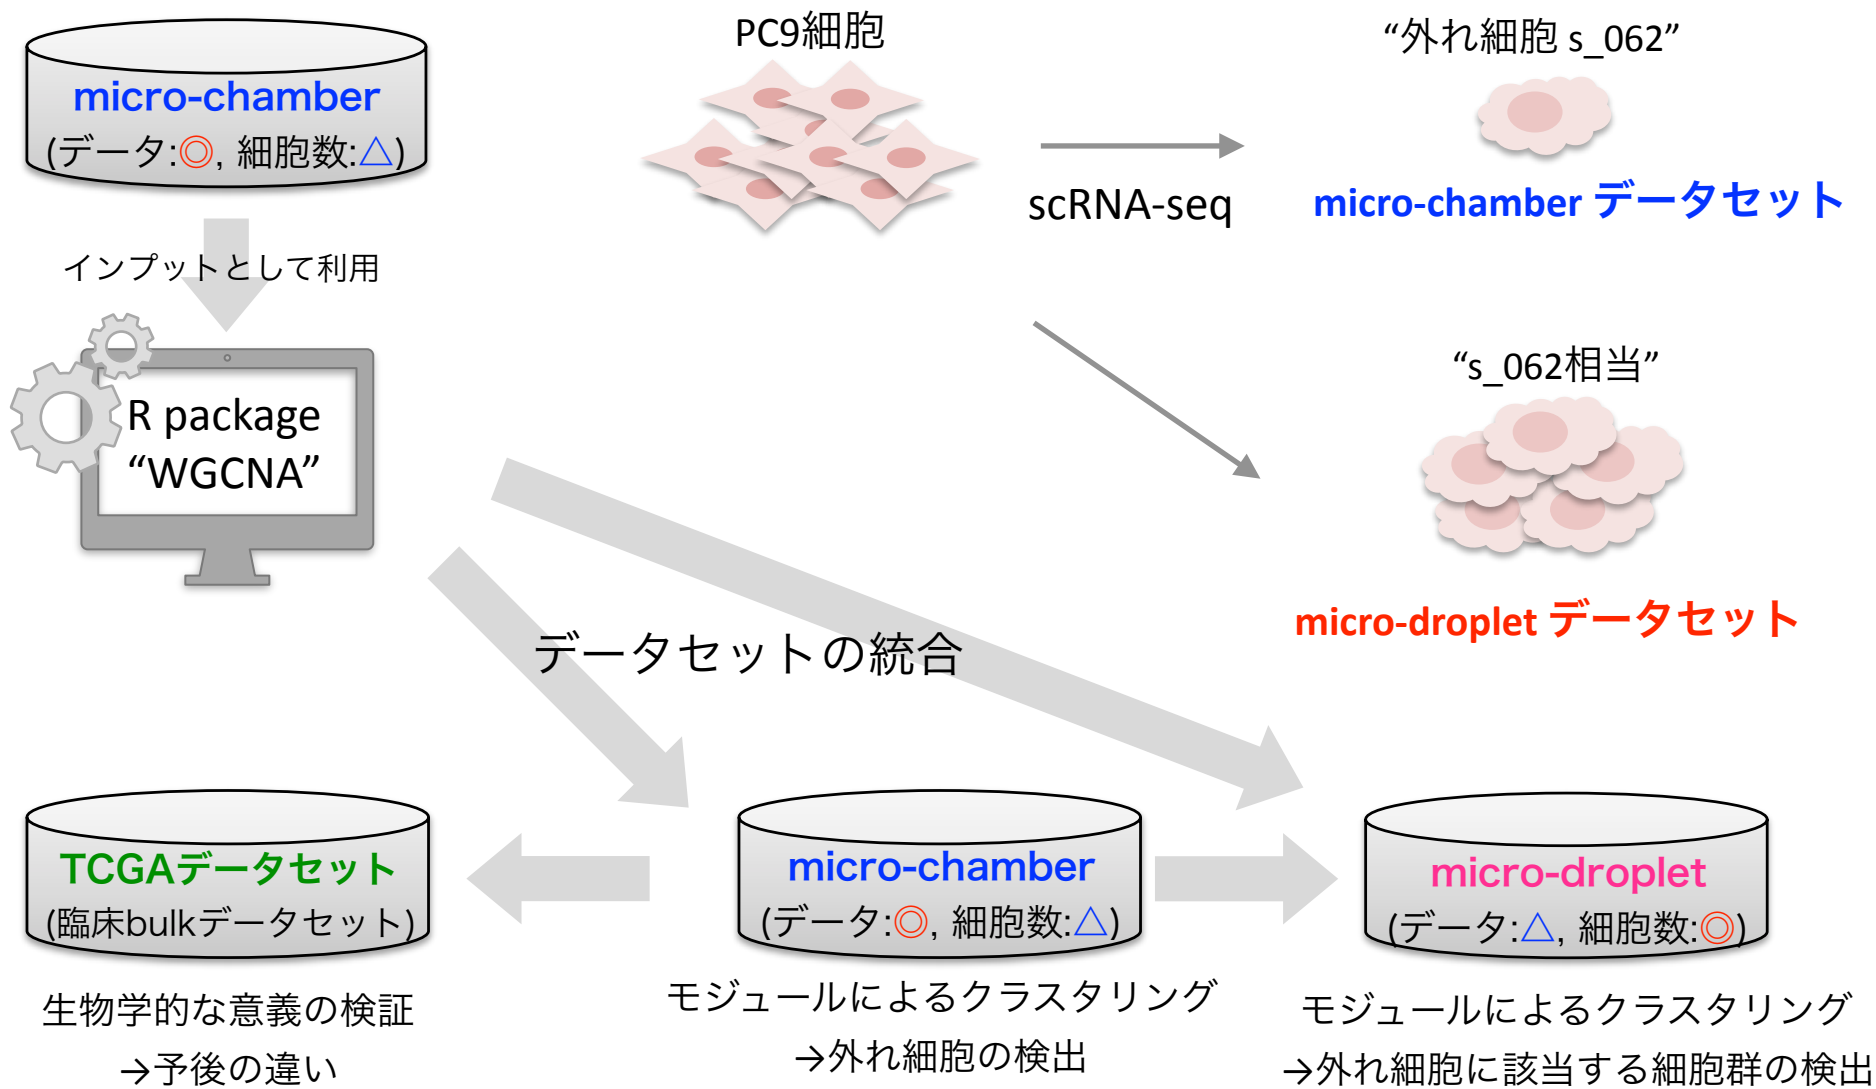 micro-chamber
(データ:◎, 細胞数:△)
インプットとして利用
R package
“WGCNA”
PC9細胞
scRNA-seq
“外れ細胞 s_062”
micro-chamber データセット
“s_062相当”
micro-droplet データセット
データセットの統合
TCGAデータセット
(臨床bulkデータセット)
生物学的な意義の検証
→予後の違い
micro-chamber
(データ:◎, 細胞数:△)
モジュールによるクラスタリング
→外れ細胞の検出
micro-droplet
(データ:△, 細胞数:◎)
モジュールによるクラスタリング
→外れ細胞に該当する細胞群の検出